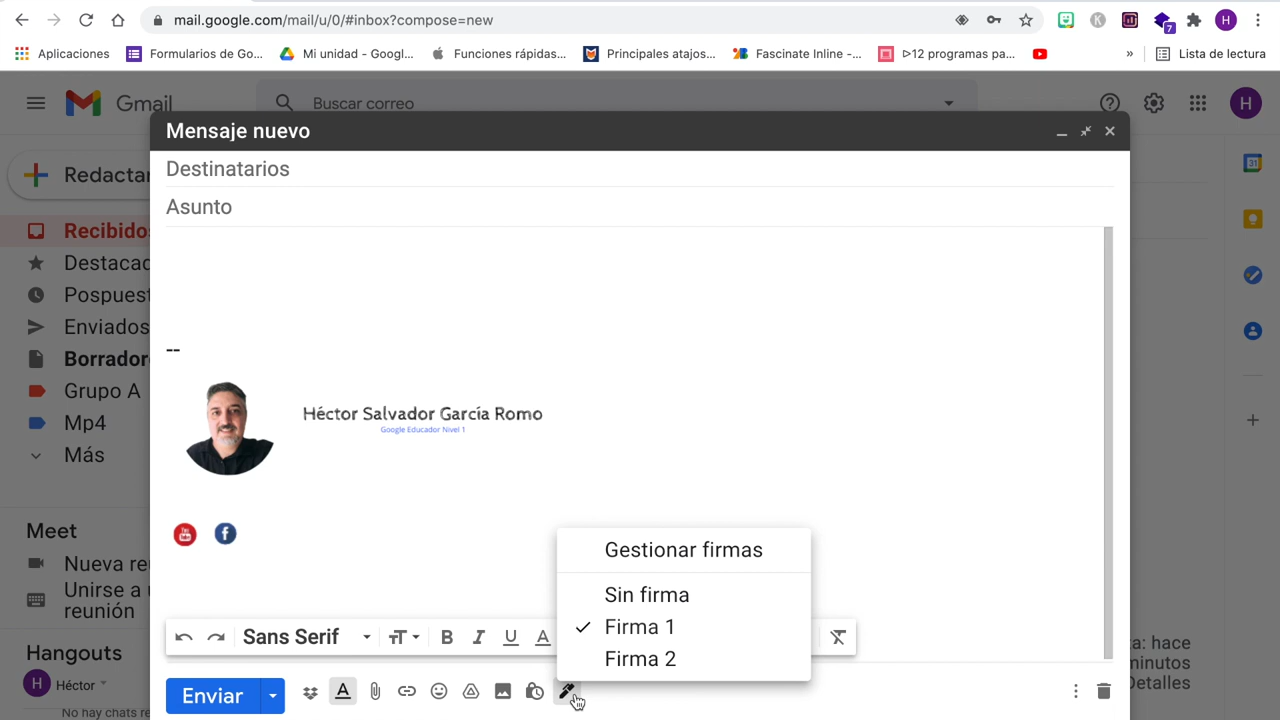 mail.google.com/mail/u/0/#inbox?compose=new
H
7
Aplicaciones
Formularios de Go...
Mi unidad - Googl...
Funciones rápidas...
Principales atajos...
Fascinate Inline -...
▷12 programas pa...
»
Lista de lectura
Gmail
Buscar correo
H
Mensaje nuevo
Redactar
Destinatarios
Asunto
31
Recibidos
Destacad
Pospuest
Enviados
Borrador
Grupo A
Mp4
Más
--
Héctor Salvador García Romo
Google Educador Nivel 1
Meet
Nueva re
Unirse a u
reunión
Hangouts
H
Héctor
No hay chats re
Gestionar firmas
Sin firma
Firma 1
Firma 2
Sans Serif
B I U A
Enviar
ta: hace
minutos
Detalles